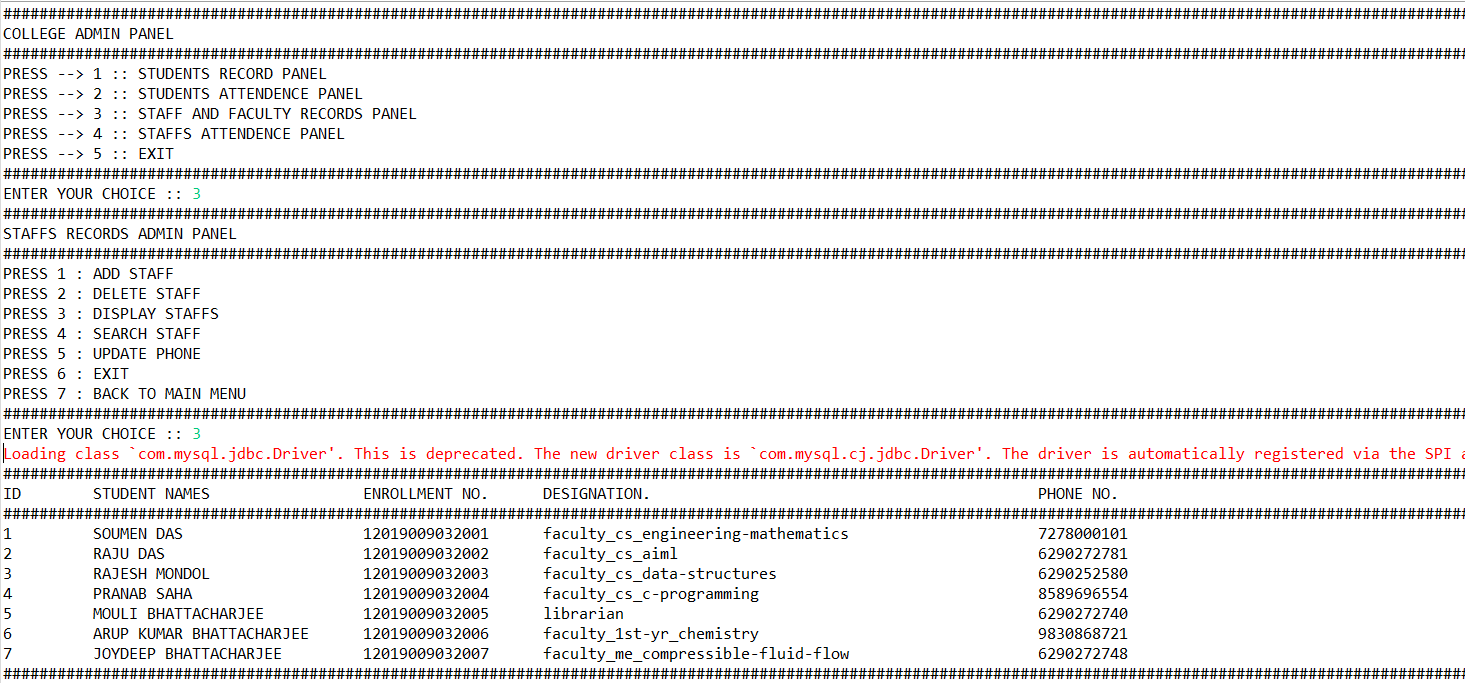 ####################################################################################################################################################################
COLLEGE ADMIN PANEL
####################################################################################################################################################################
PRESS --> 1 :: STUDENTS RECORD PANEL
PRESS --> 2 :: STUDENTS ATTENDENCE PANEL
PRESS --> 3 :: STAFF AND FACULTY RECORDS PANEL
PRESS --> 4 :: STAFFS ATTENDENCE PANEL
PRESS --> 5 :: EXIT
####################################################################################################################################################################
ENTER YOUR CHOICE :: 3
####################################################################################################################################################################
STAFFS RECORDS ADMIN PANEL
####################################################################################################################################################################
PRESS 1 : ADD STAFF
PRESS 2 : DELETE STAFF
PRESS 3 : DISPLAY STAFFS
PRESS 4 : SEARCH STAFF
PRESS 5 : UPDATE PHONE
PRESS 6 : EXIT
PRESS 7 : BACK TO MAIN MENU
####################################################################################################################################################################
ENTER YOUR CHOICE :: 3
Loading class `com.mysql.jdbc.Driver'. This is deprecated. The new driver class is `com.mysql.cj.jdbc.Driver'. The driver is automatically registered via the SPI
####################################################################################################################################################################
ID STUDENT NAMES ENROLLMENT NO. DESIGNATION. PHONE NO.
####################################################################################################################################################################
1 SOUMEN DAS 12019009032001 faculty_cs_engineering-mathematics 7278000101
2 RAJU DAS 12019009032002 faculty_cs_aiml 6290272781
3 RAJESH MONDOL 12019009032003 faculty_cs_data-structures 6290252580
4 PRANAB SAHA 12019009032004 faculty_cs_c-programming 8589696554
5 MOULI BHATTACHARJEE 12019009032005 librarian 6290272740
6 ARUP KUMAR BHATTACHARJEE 12019009032006 faculty_1st-yr_chemistry 9830868721
7 JOYDEEP BHATTACHARJEE 12019009032007 faculty_me_compressible-fluid-flow 6290272748
####################################################################################################################################################################